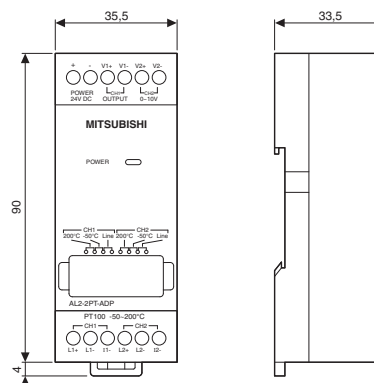 35,5
33,5
+ - V1+ V1- V2+ V2-
POWER CH1 CH2
24V DC OUTPUT 0~10V
MITSUBISHI
POWER
90
CH1 CH2
200°C -50°C Line 200°C -50°C Line
AL2-2PT-ADP
PT100 -50~200°C
CH1 CH2
L1+ L1- I1- L2+ L2- I2-
4